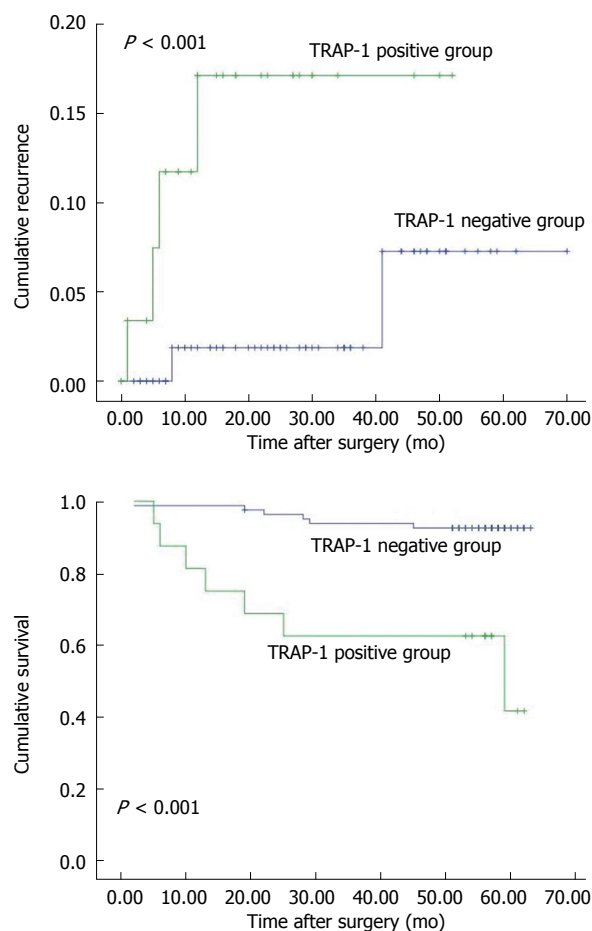 0.20
P < 0.001
TRAP-1 positive group
0.15
Cumulative recurrence
0.10
TRAP-1 negative group
0.05
0.00
0.00 10.00 20.00 30.00 40.00 50.00 60.00 70.00
Time after surgery (mo)
1.0
TRAP-1 negative group
0.8
Cumulative survival
0.6
TRAP-1 positive group
0.4
0.2
P < 0.001
0.0
0.00 10.00 20.00 30.00 40.00 50.00 60.00 70.00
Time after surgery (mo)